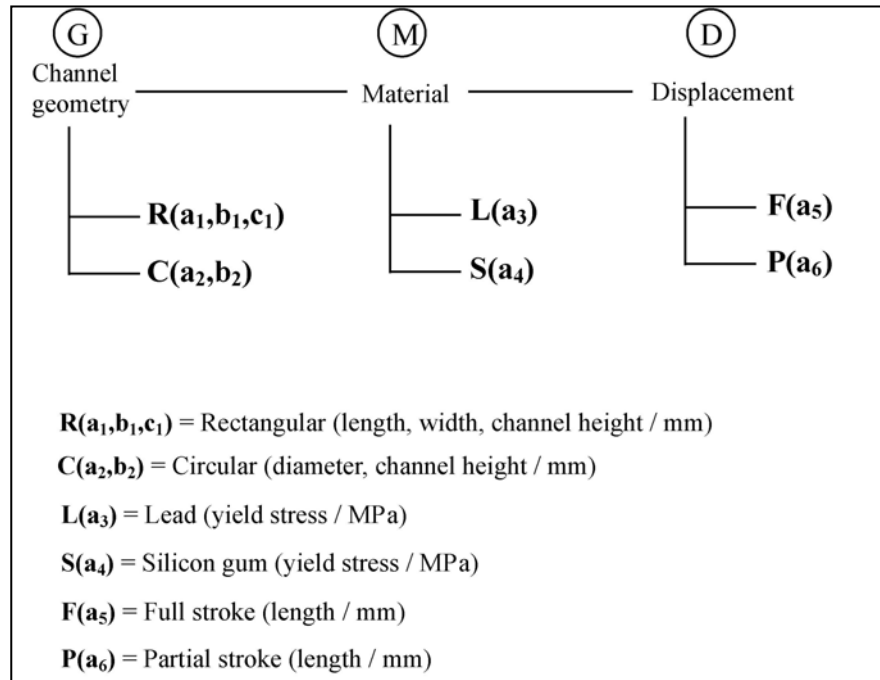 G M D
Channel geometry Material Displacement
R(a₁,b₁,c₁) L(a₃) F(a₅)
C(a₂,b₂) S(a₄) P(a₆)
R(a₁,b₁,c₁) = Rectangular (length, width, channel height / mm)
C(a₂,b₂) = Circular (diameter, channel height / mm)
L(a₃) = Lead (yield stress / MPa)
S(a₄) = Silicon gum (yield stress / MPa)
F(a₅) = Full stroke (length / mm)
P(a₆) = Partial stroke (length / mm)